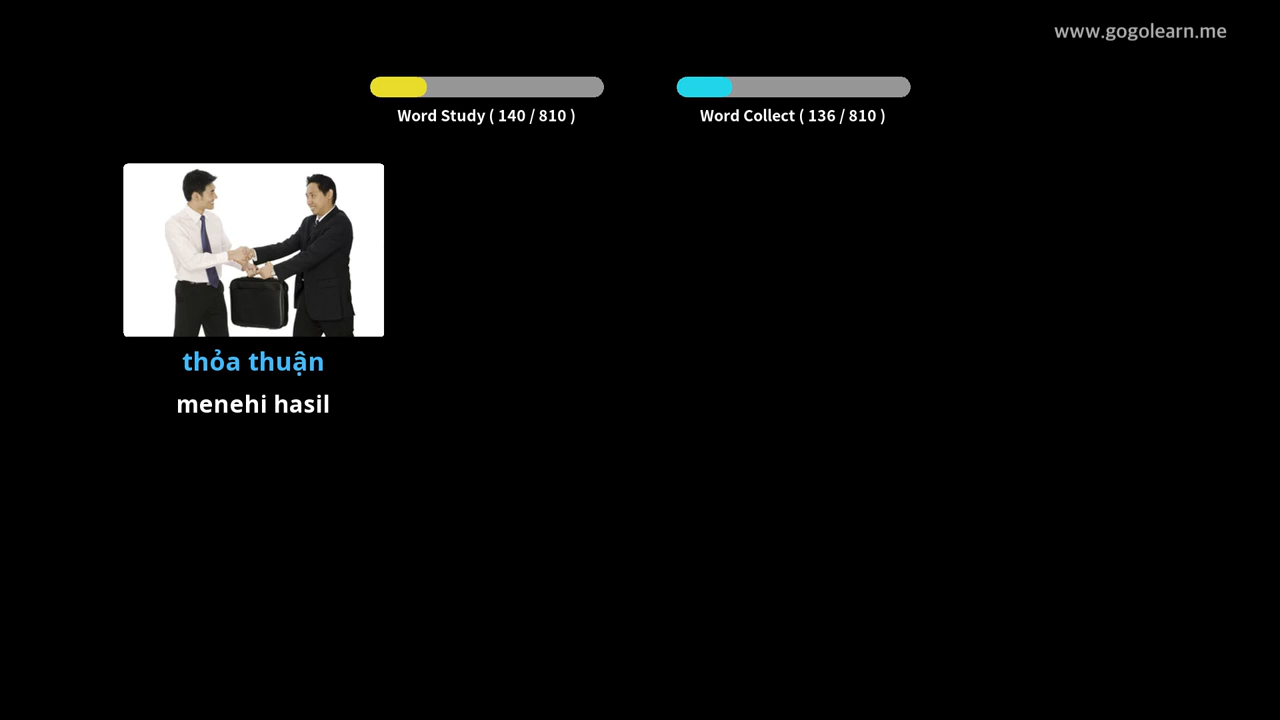 www.gogolearn.me
Word Study ( 140 / 810 )
Word Collect ( 136 / 810 )
thỏa thuận
menehi hasil